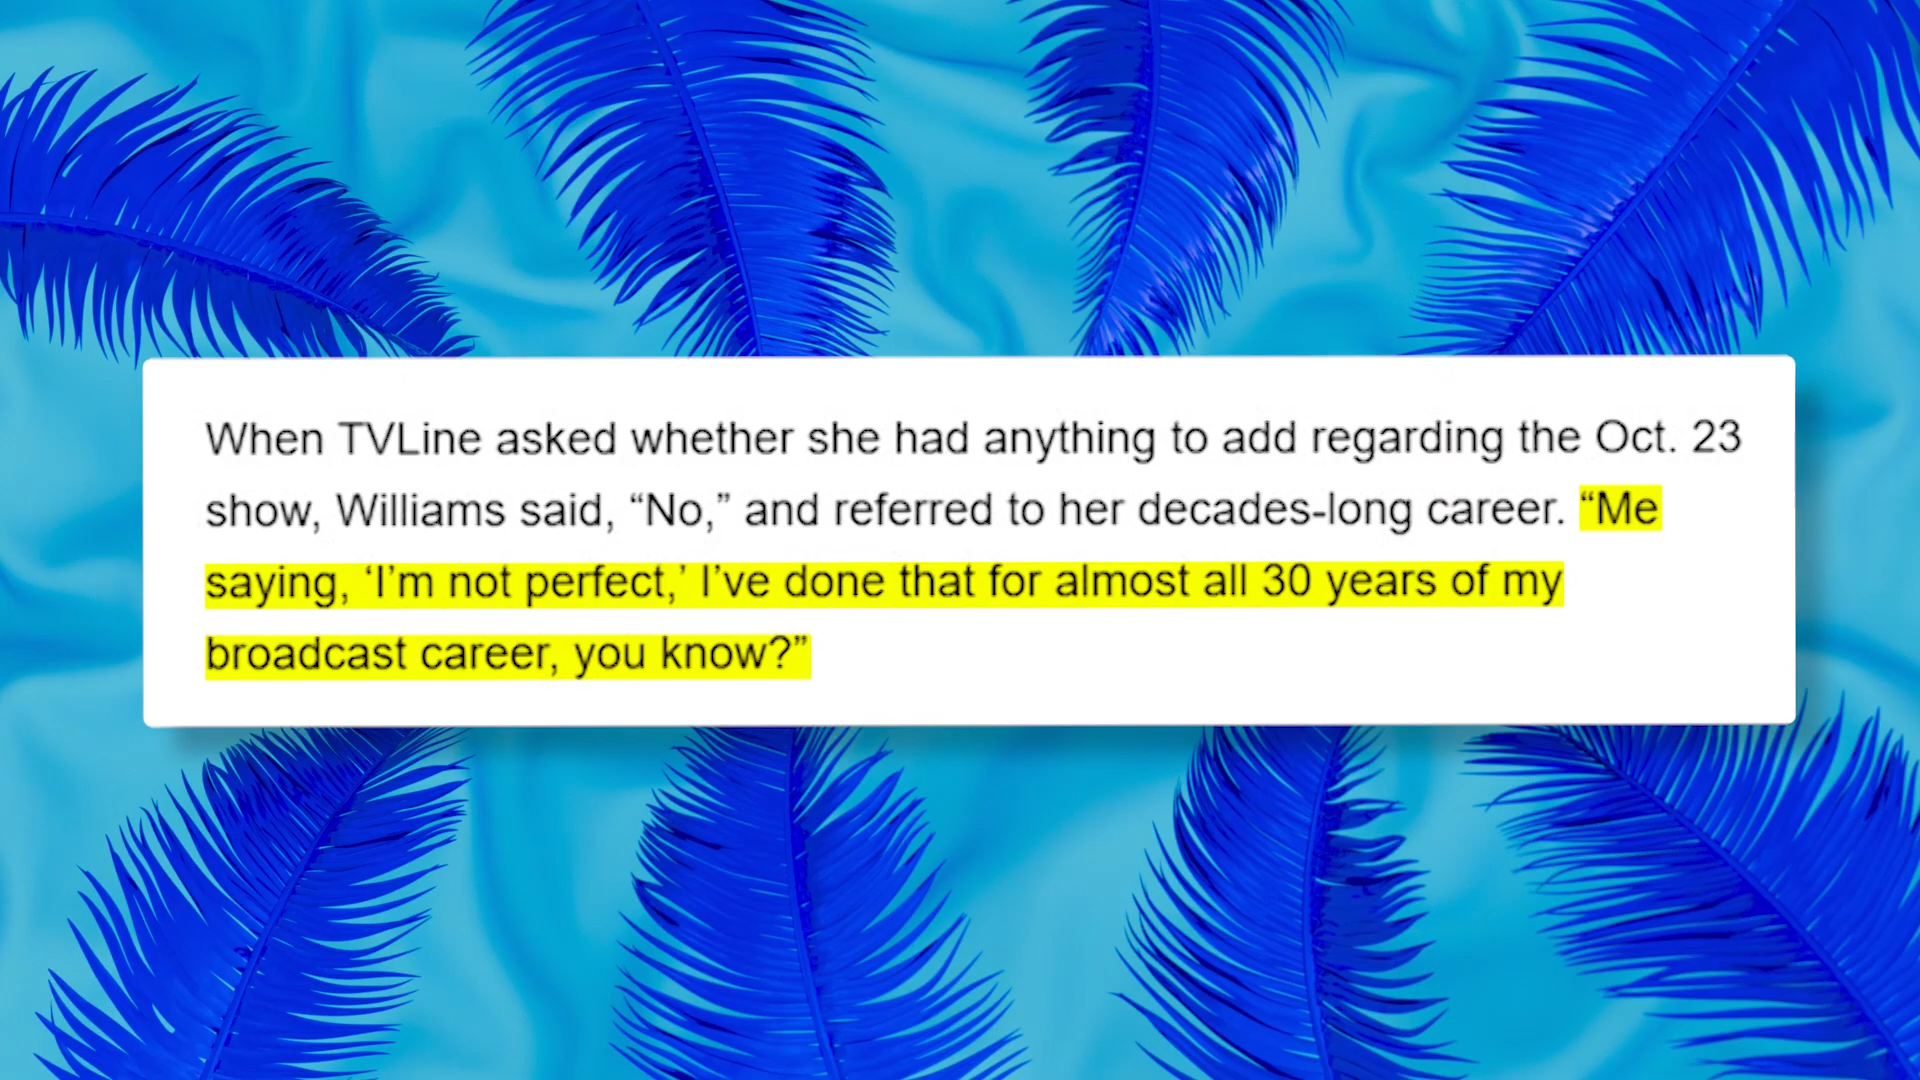 When TVLine asked whether she had anything to add regarding the Oct. 23
show, Williams said, “No,” and referred to her decades-long career. “Me
saying, ‘I’m not perfect,’ I’ve done that for almost all 30 years of my
broadcast career, you know?”